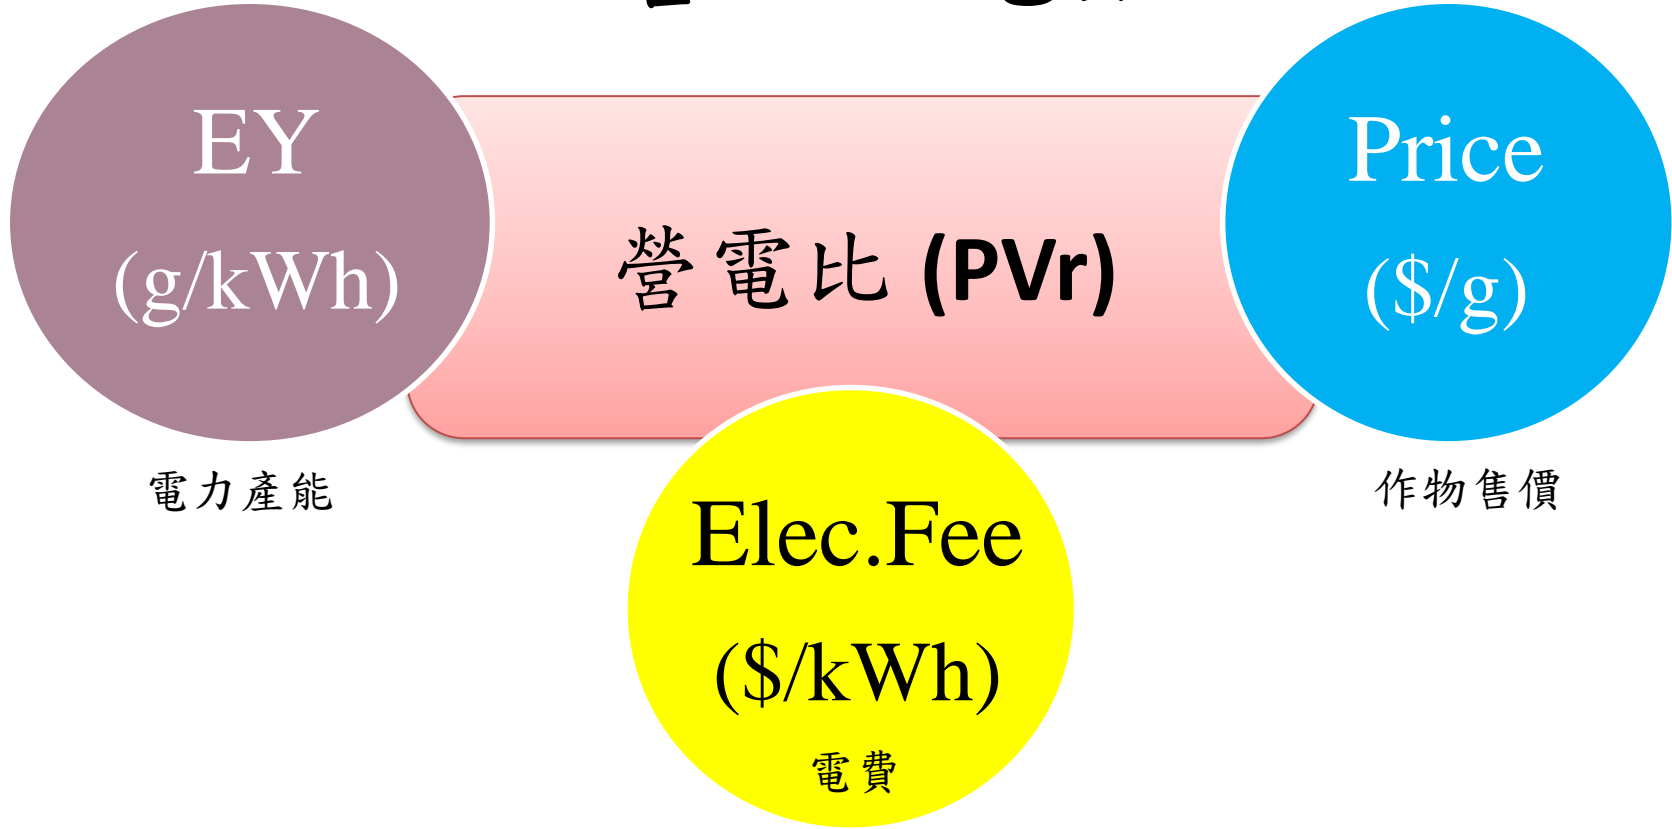 EY
(g/kWh)
營電比 (PVr)
Price
($/g)
電力產能
作物售價
Elec.Fee
($/kWh)
電費